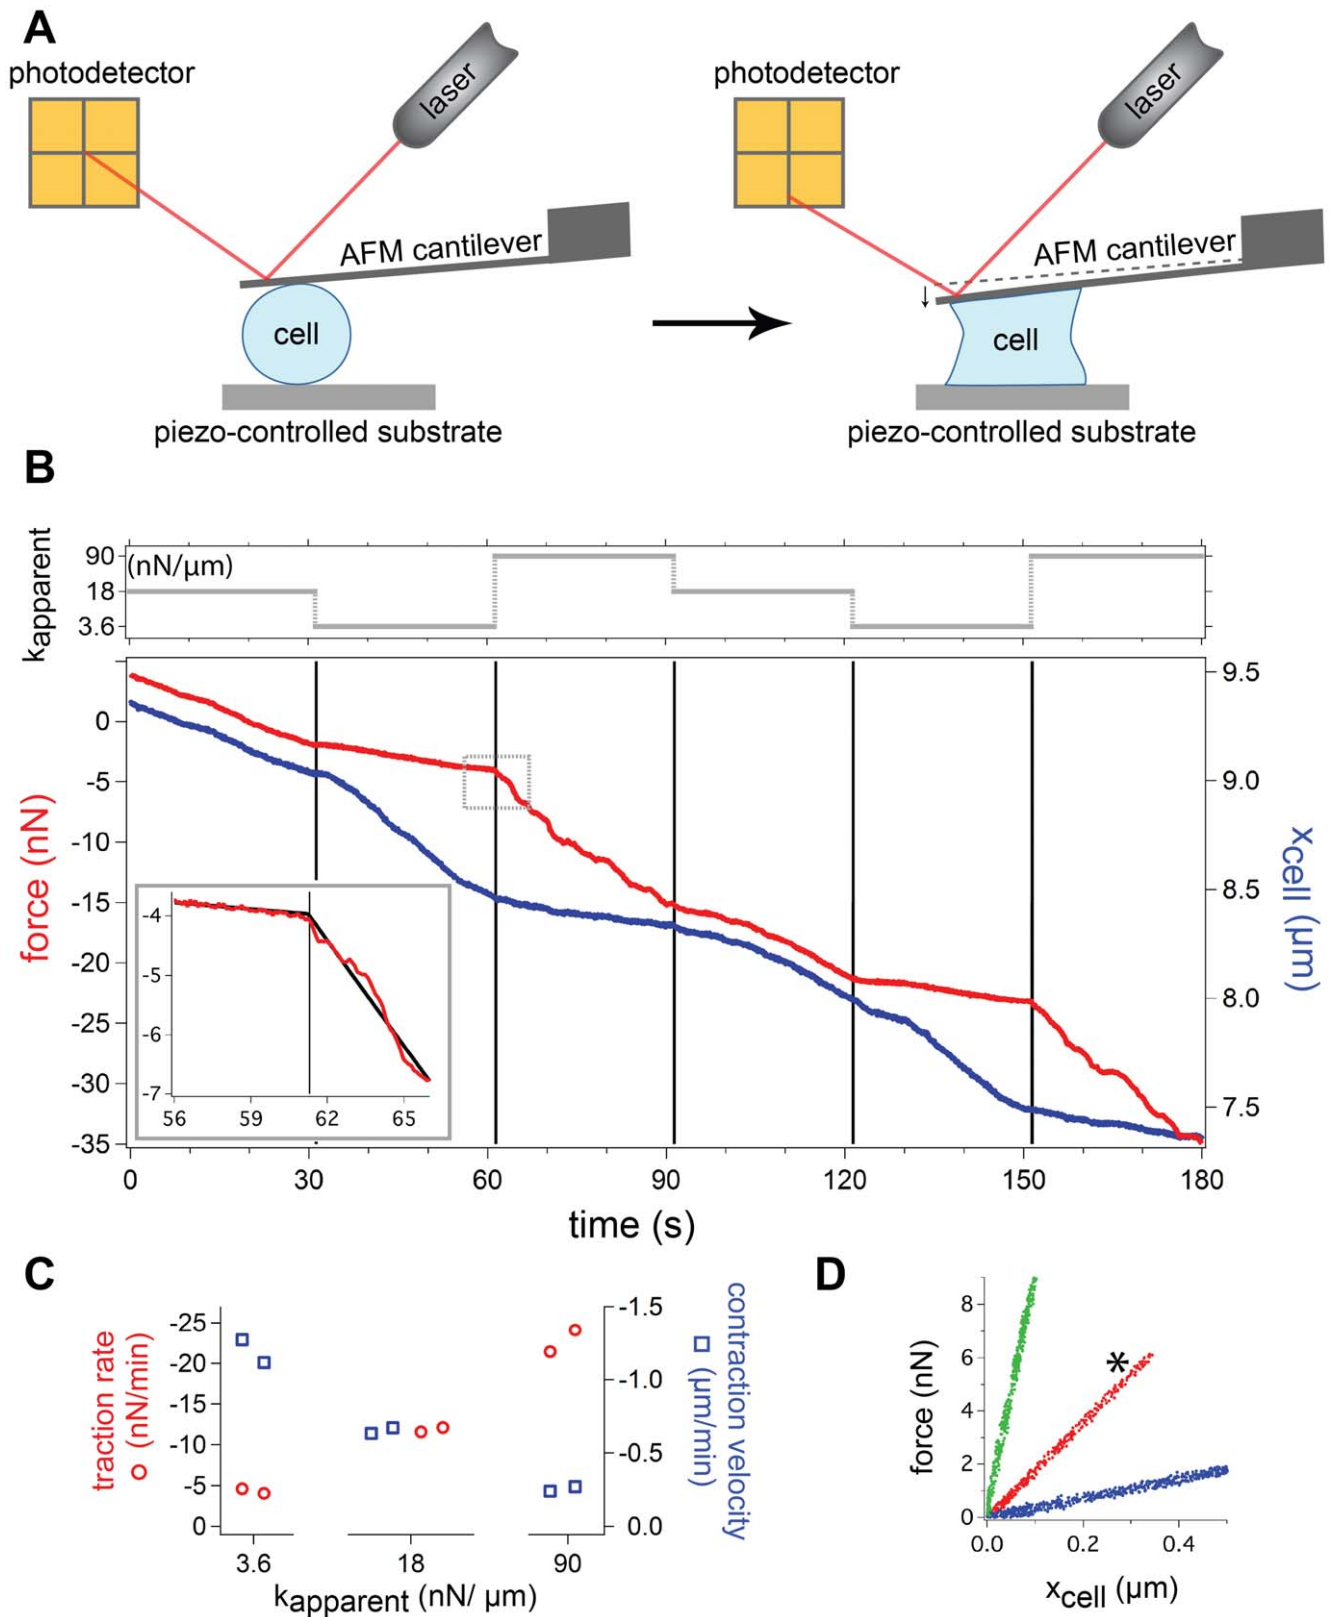 A
photodetector
laser
AFM cantilever
cell
piezo-controlled substrate
photodetector
laser
AFM cantilever
cell
piezo-controlled substrate
B
kapparent
(nN/μm)
90
18
3.6
force (nN)
0
-5
-10
-15
-20
-25
-30
-35
9.5
9.0
8.5
8.0
7.5
xcell (μm)
-4
-5
-6
-7
56 59 62 65
0 30 60 90 120 150 180
time (s)
C
traction rate
(nN/min)
-25
-20
-15
-10
-5
0
-1.5
-1.0
-0.5
0.0
contraction velocity
(μm/min)
3.6 18 90
kapparent (nN/ μm)
D
force (nN)
8
6
4
2
0
*
0.0 0.2 0.4
xcell (μm)